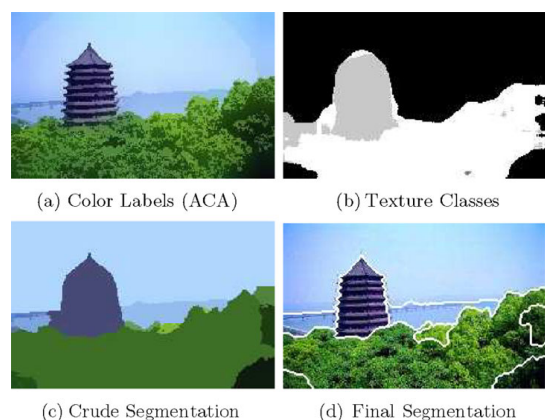 (a) Color Labels (ACA)
(b) Texture Classes
(c) Crude Segmentation
(d) Final Segmentation